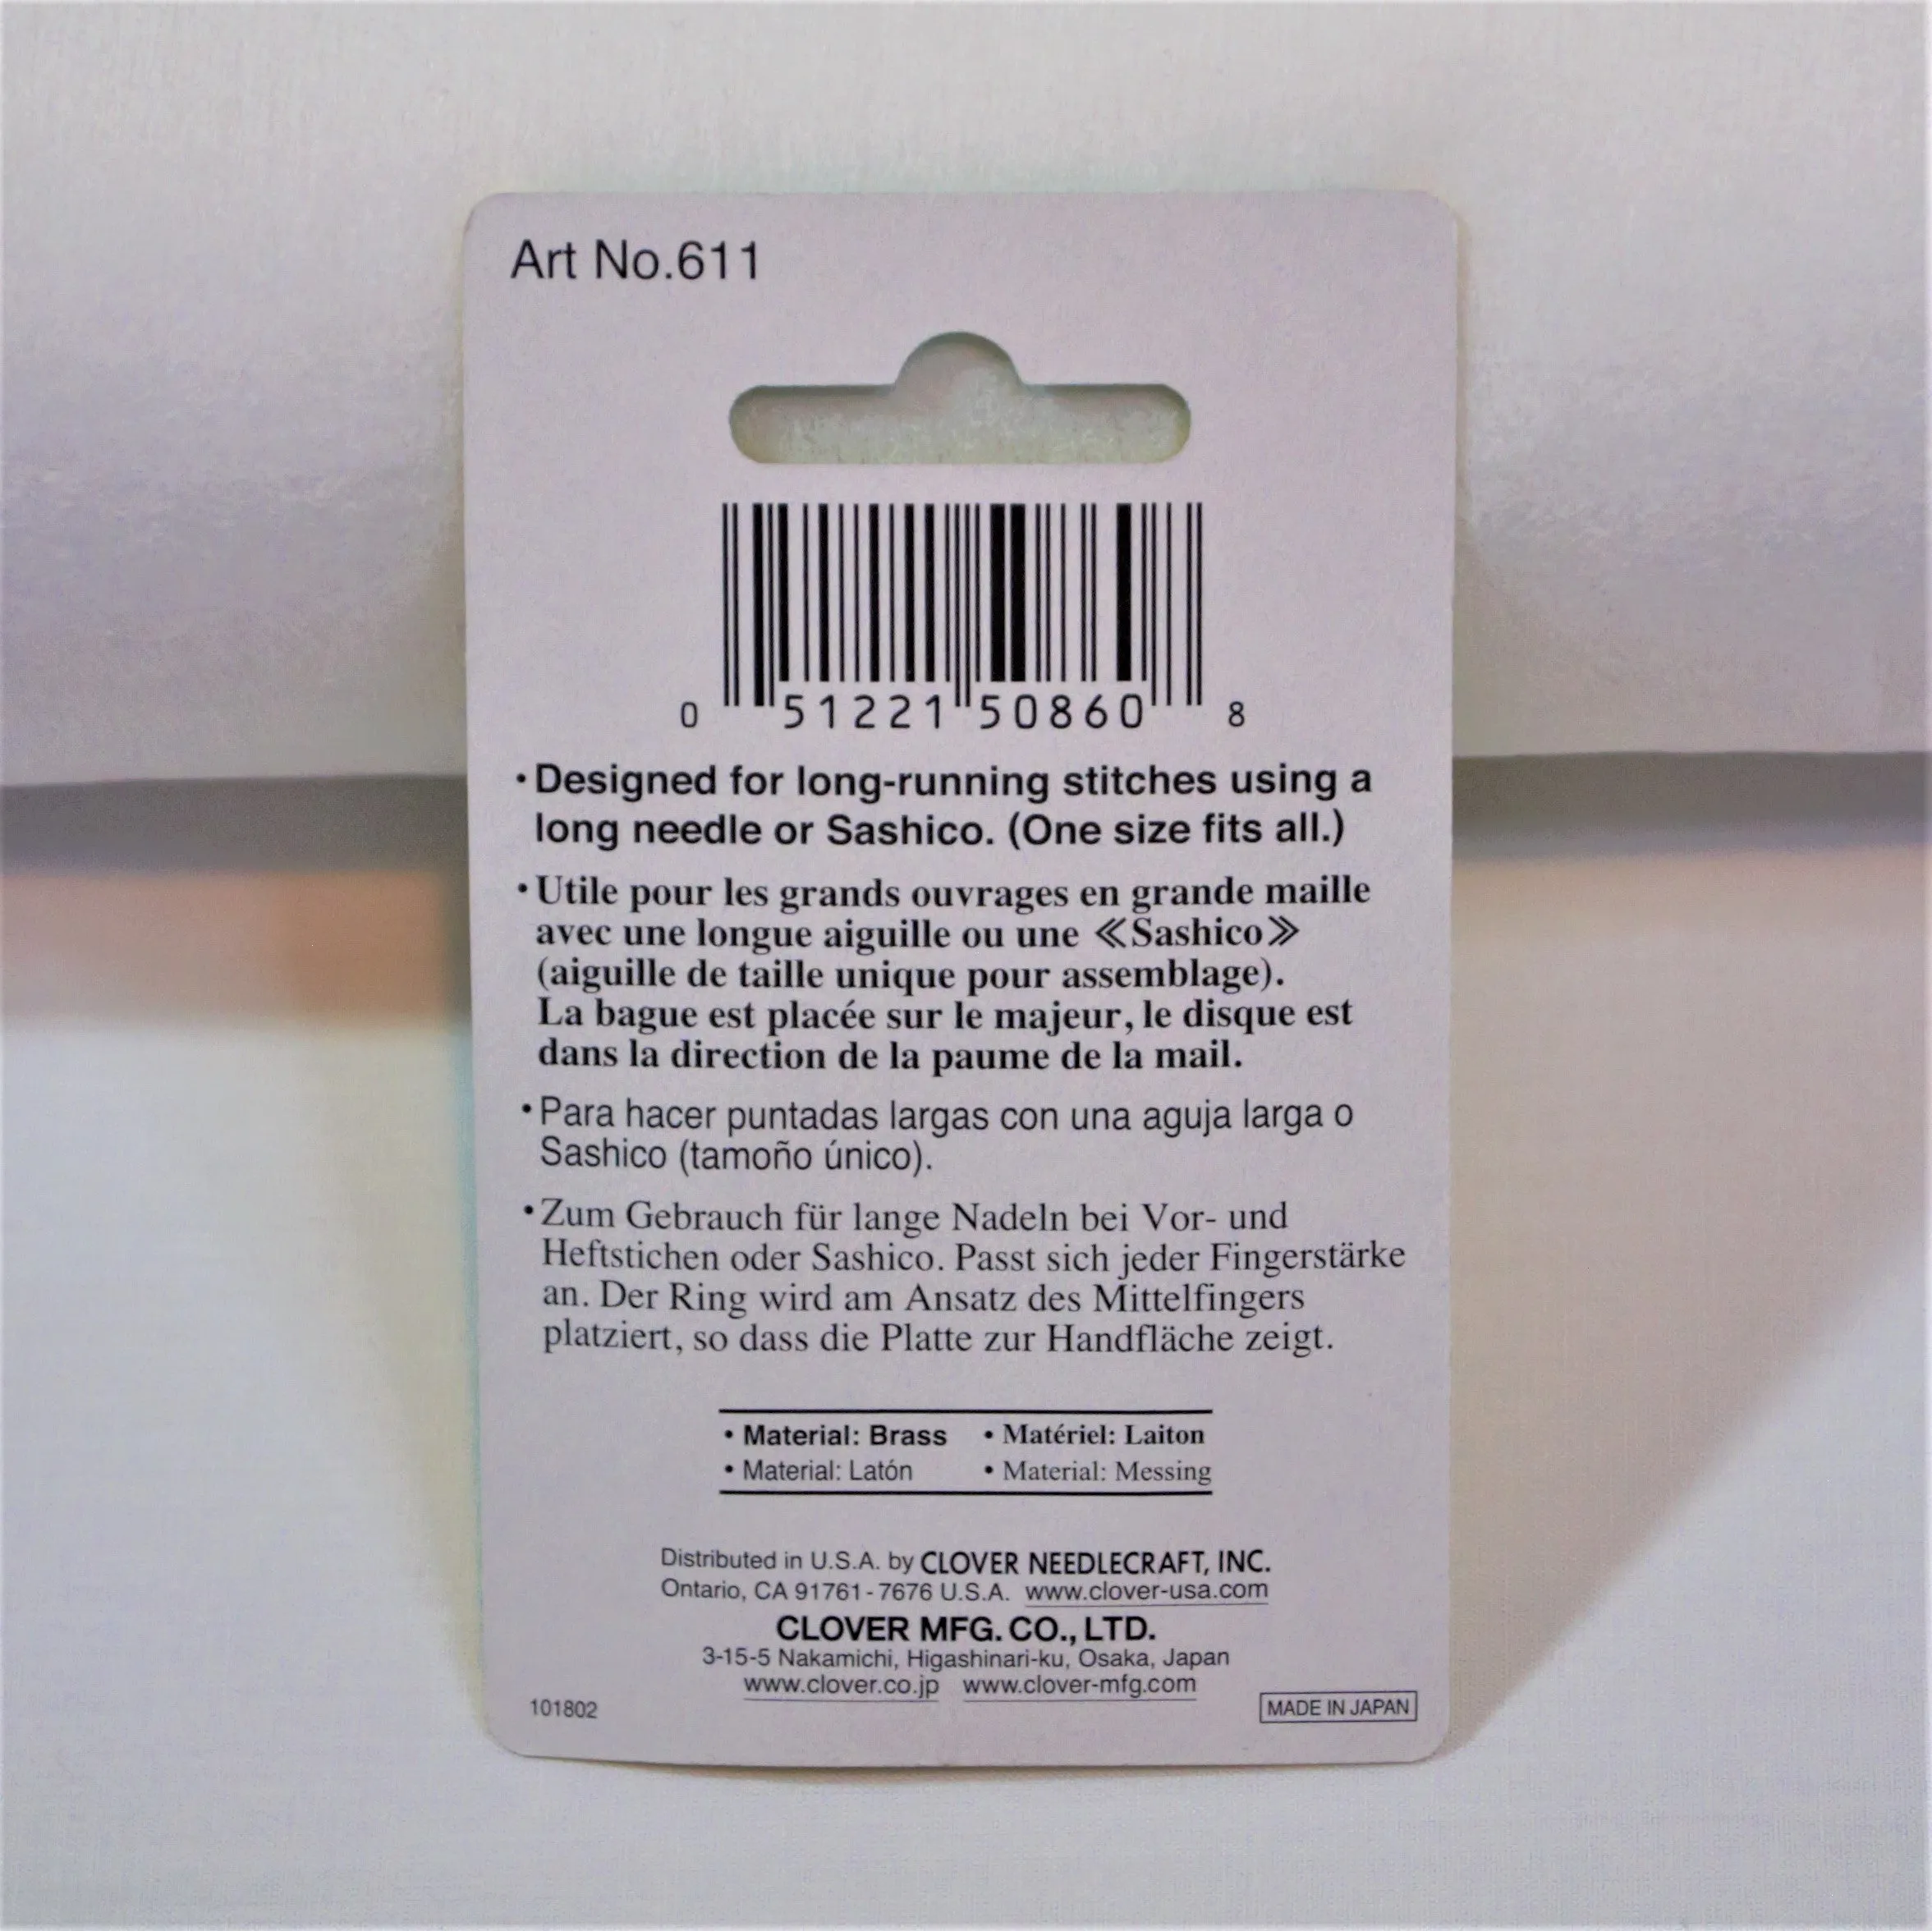 Art No.611
0 51221 50860 8
•Designed for long-running stitches using a
long needle or Sashico. (One size fits all.)
•Utile pour les grands ouvrages en grande maille
avec une longue aiguille ou une ≪Sashico≫
(aiguille de taille unique pour assemblage).
La bague est placée sur le majeur, le disque est
dans la direction de la paume de la mail.
•Para hacer puntadas largas con una aguja larga o
Sashico (tamoño único).
•Zum Gebrauch für lange Nadeln bei Vor- und
Heftstichen oder Sashico. Passt sich jeder Fingerstärke
an. Der Ring wird am Ansatz des Mittelfingers
platziert, so dass die Platte zur Handfläche zeigt.
• Material: Brass • Matériel: Laiton
• Material: Latón • Material: Messing
Distributed in U.S.A. by CLOVER NEEDLECRAFT, INC.
Ontario, CA 91761-7676 U.S.A. www.clover-usa.com
CLOVER MFG. CO., LTD.
3-15-5 Nakamichi, Higashinari-ku, Osaka, Japan
www.clover.co.jp www.clover-mfg.com
101802 MADE IN JAPAN